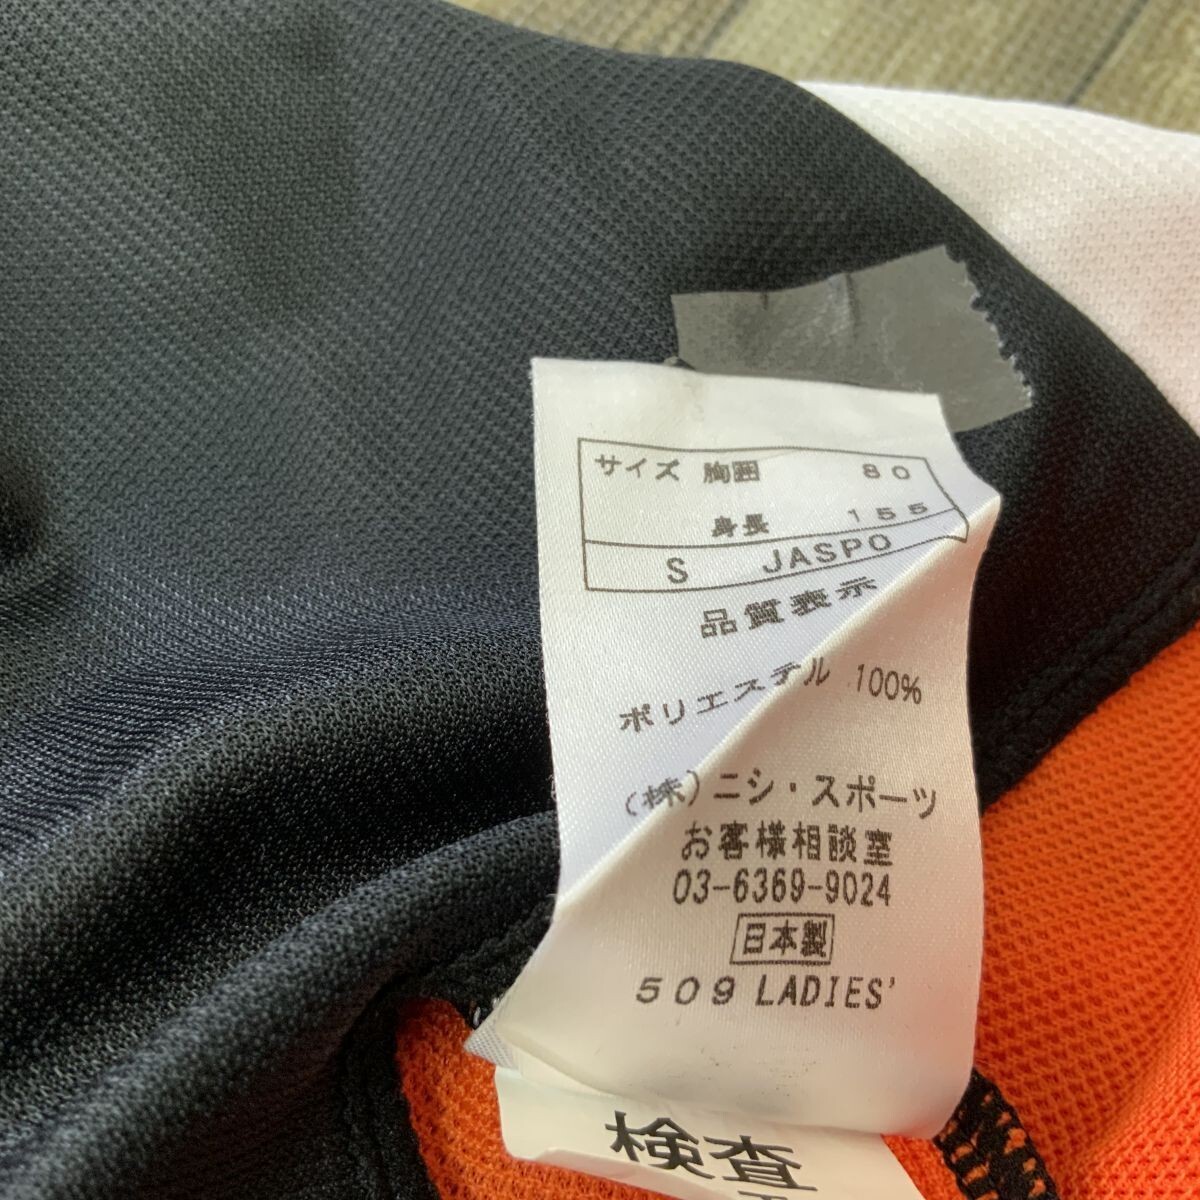 サイズ 胸囲 80
身長 155
S JASPO
品質表示
ポリエステル 100%
(株)ニシ・スポーツ
お客様相談室
03-6369-9024
日本製
509 LADIES'
検査